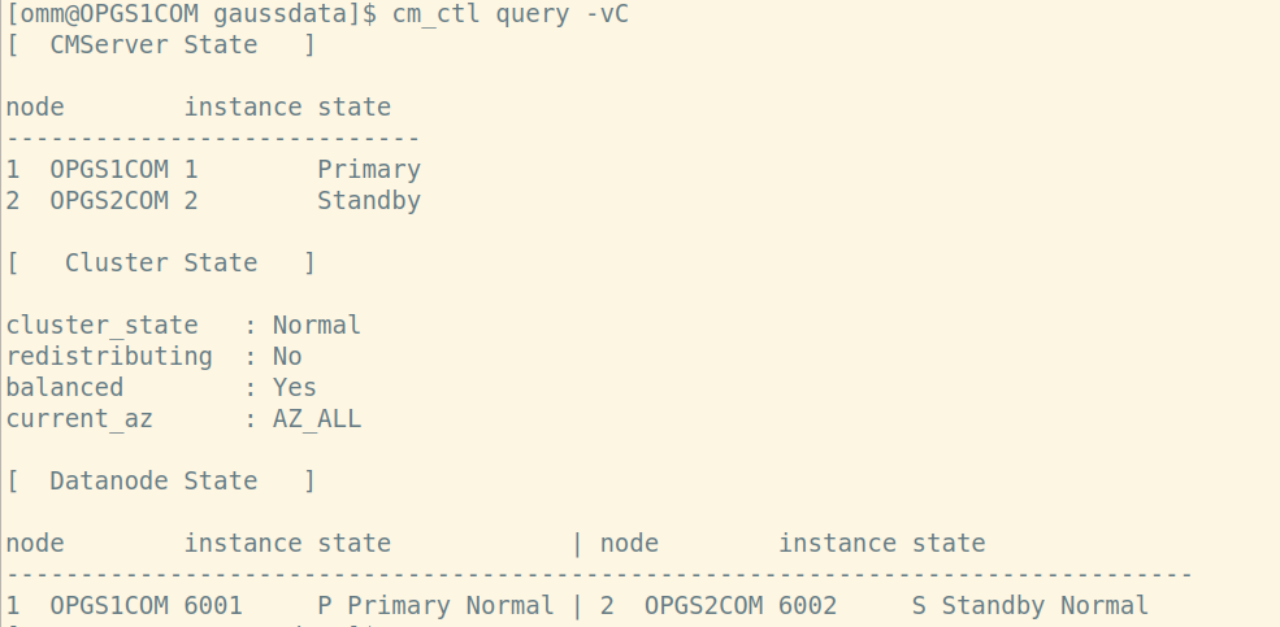 [omm@OPGS1COM gaussdata]$ cm_ctl query -vC
[  CMServer State   ]
node        instance state
----------------------------
1  OPGS1COM 1        Primary
2  OPGS2COM 2        Standby
[   Cluster State   ]
cluster_state   : Normal
redistributing  : No
balanced        : Yes
current_az      : AZ_ALL
[  Datanode State   ]
node        instance state            | node        instance state
--------------------------------------------------------------------------------
1  OPGS1COM 6001     P Primary Normal | 2  OPGS2COM 6002     S Standby Normal